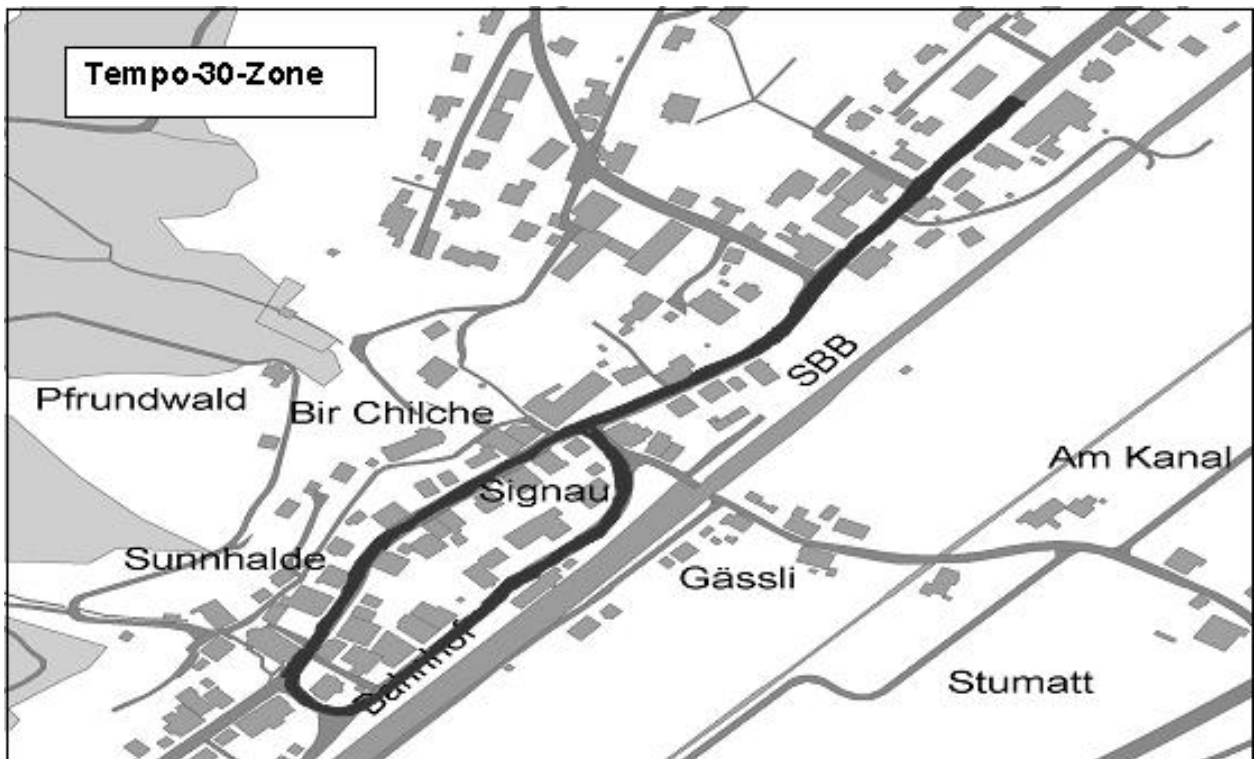 Tempo-30-Zone
SBB
Pfrundwald
Bir Chilche
Am Kanal
Signau
Sunnhalde
Gässli
Bahnhof
Stumatt